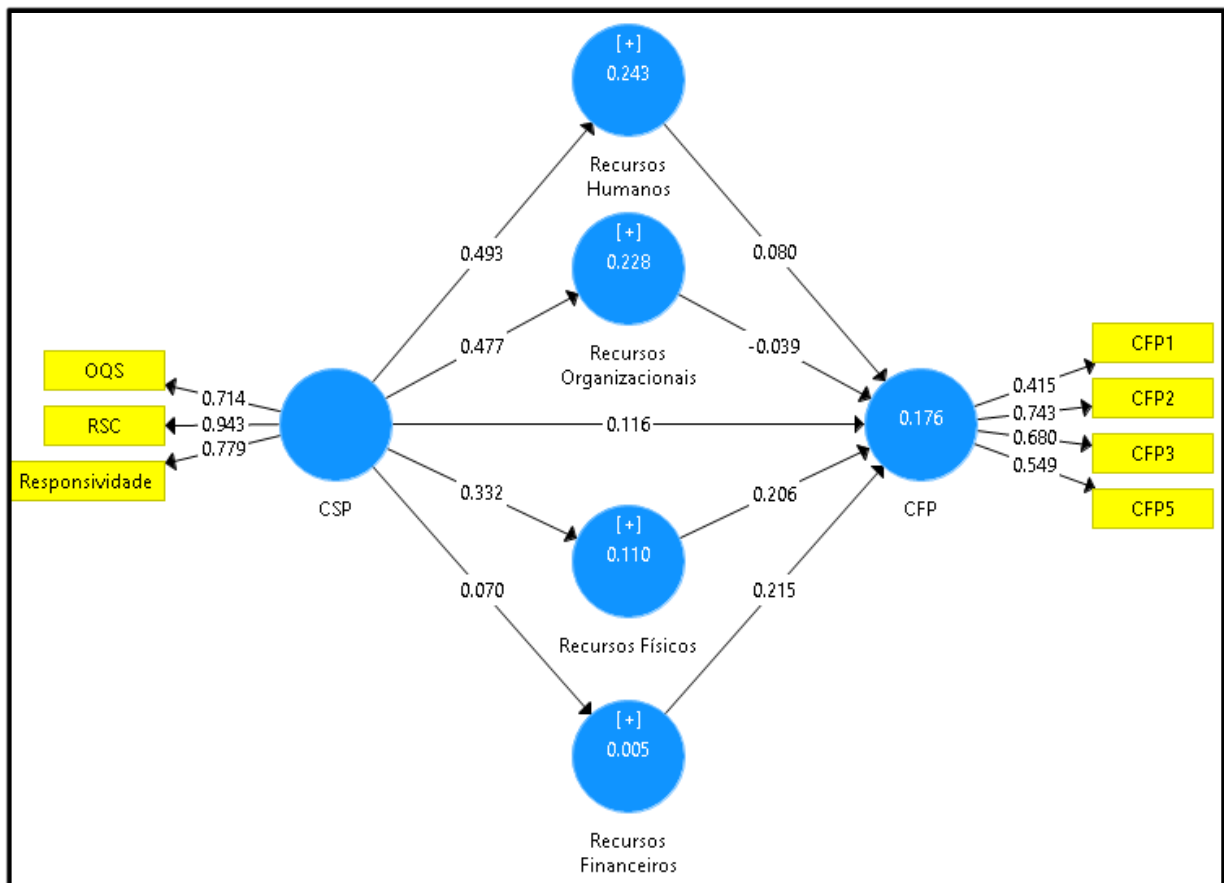 [+]
0.243
Recursos
Humanos
0.493
0.080
[+]
0.228
Recursos
Organizacionais
0.477
-0.039
OQS
RSC
Responsividade
0.714
0.943
0.779
CSP
0.116
0.176
CFP
0.415
0.743
0.680
0.549
CFP1
CFP2
CFP3
CFP5
0.332
0.206
[+]
0.110
Recursos Físicos
0.070
0.215
[+]
0.005
Recursos
Financeiros